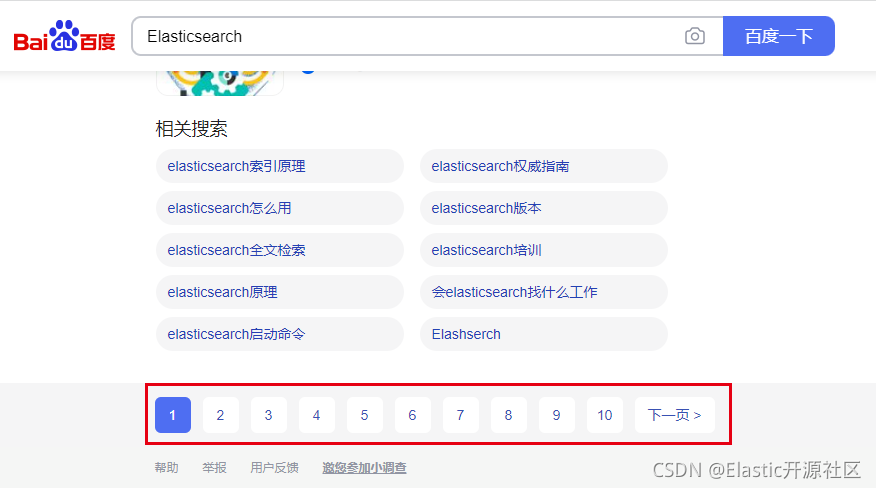 Bai du 百度 Elasticsearch 百度一下
相关搜索
elasticsearch索引原理 elasticsearch权威指南
elasticsearch怎么用 elasticsearch版本
elasticsearch全文检索 elasticsearch培训
elasticsearch原理 会elasticsearch找什么工作
elasticsearch启动命令 Elashserch
1 2 3 4 5 6 7 8 9 10 下一页 >
帮助 举报 用户反馈 邀您参加小调查
CSDN @Elastic开源社区